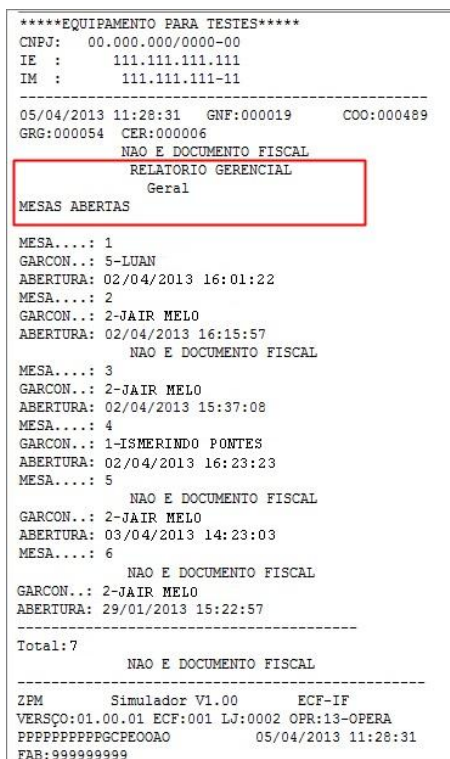 *****EQUIPAMENTO PARA TESTES*****
CNPJ: 00.000.000/0000-00
IE : 111.111.111.111
IM : 111.111.111-11
--------------------------------------------------
05/04/2013 11:28:31 GNF:000019 COO:000489
GRG:000054 CER:000006
NAO E DOCUMENTO FISCAL
RELATORIO GERENCIAL
Geral
MESAS ABERTAS
MESA....: 1
GARCON..: 5-LUAN
ABERTURA: 02/04/2013 16:01:22
MESA....: 2
GARCON..: 2-JAIR MELO
ABERTURA: 02/04/2013 16:15:57
NAO E DOCUMENTO FISCAL
MESA....: 3
GARCON..: 2-JAIR MELO
ABERTURA: 02/04/2013 15:37:08
MESA....: 4
GARCON..: 1-ISMERINDO PONTES
ABERTURA: 02/04/2013 16:23:23
MESA....: 5
NAO E DOCUMENTO FISCAL
GARCON..: 2-JAIR MELO
ABERTURA: 03/04/2013 14:23:03
MESA....: 6
NAO E DOCUMENTO FISCAL
GARCON..: 2-JAIR MELO
ABERTURA: 29/01/2013 15:22:57
------------------------------------------
Total:7
NAO E DOCUMENTO FISCAL
--------------------------------------------------
ZPM Simulador V1.00 ECF-IF
VERSÇO:01.00.01 ECF:001 LJ:0002 OPR:13-OPERA
PPPPPPPPPPGCPEOOAO 05/04/2013 11:28:31
FAB:999999999